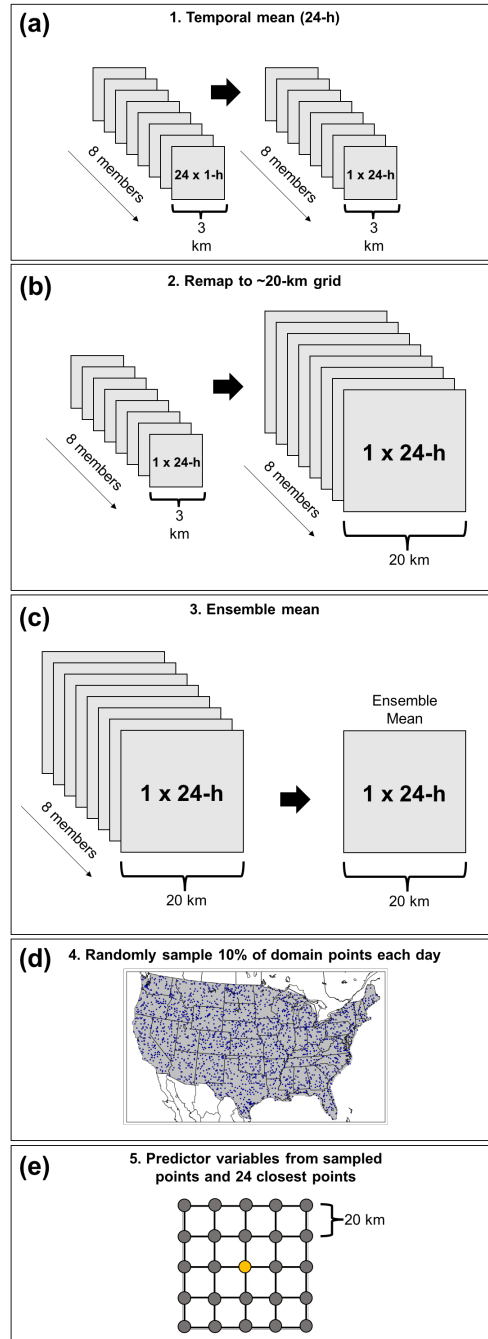 (a)
1. Temporal mean (24-h)
8 members
24 x 1-h
3
km
8 members
1 x 24-h
3
km
(b)
2. Remap to ~20-km grid
8 members
1 x 24-h
3
km
8 members
1 x 24-h
20 km
(c)
3. Ensemble mean
8 members
1 x 24-h
20 km
Ensemble
Mean
1 x 24-h
20 km
(d)
4. Randomly sample 10% of domain points each day
(e)
5. Predictor variables from sampled
points and 24 closest points
20 km